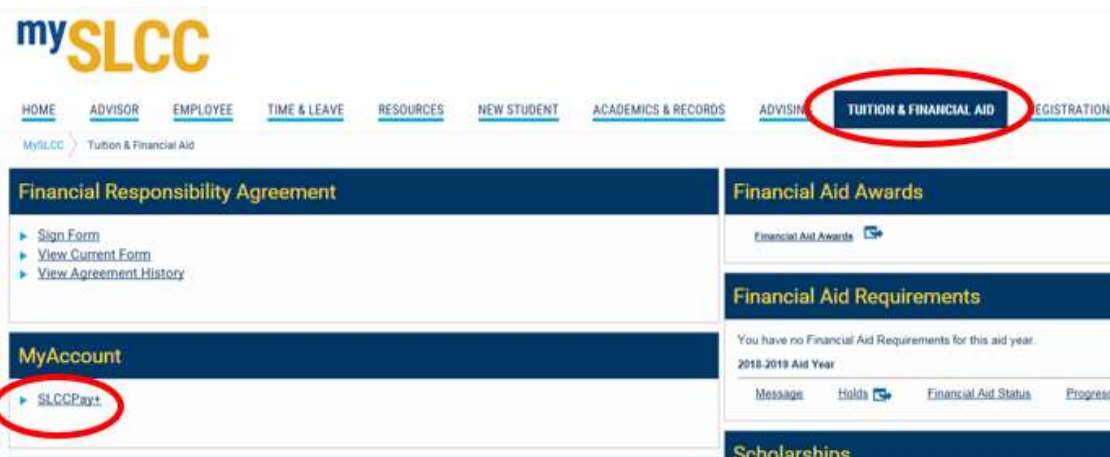 mySLCC
HOME ADVISOR EMPLOYEE TIME & LEAVE RESOURCES NEW STUDENT ACADEMICS & RECORDS ADVISIN TUITION & FINANCIAL AID EGISTRATION
MySLCC Tuition & Financial Aid
Financial Responsibility Agreement
Sign Form
View Current Form
View Agreement History
MyAccount
SLCCPay+
Financial Aid Awards
Financial Aid Awards
Financial Aid Requirements
You have no Financial Aid Requirements for this aid year.
2018-2019 Aid Year
Message Holds Financial Aid Status Progress
Scholarships